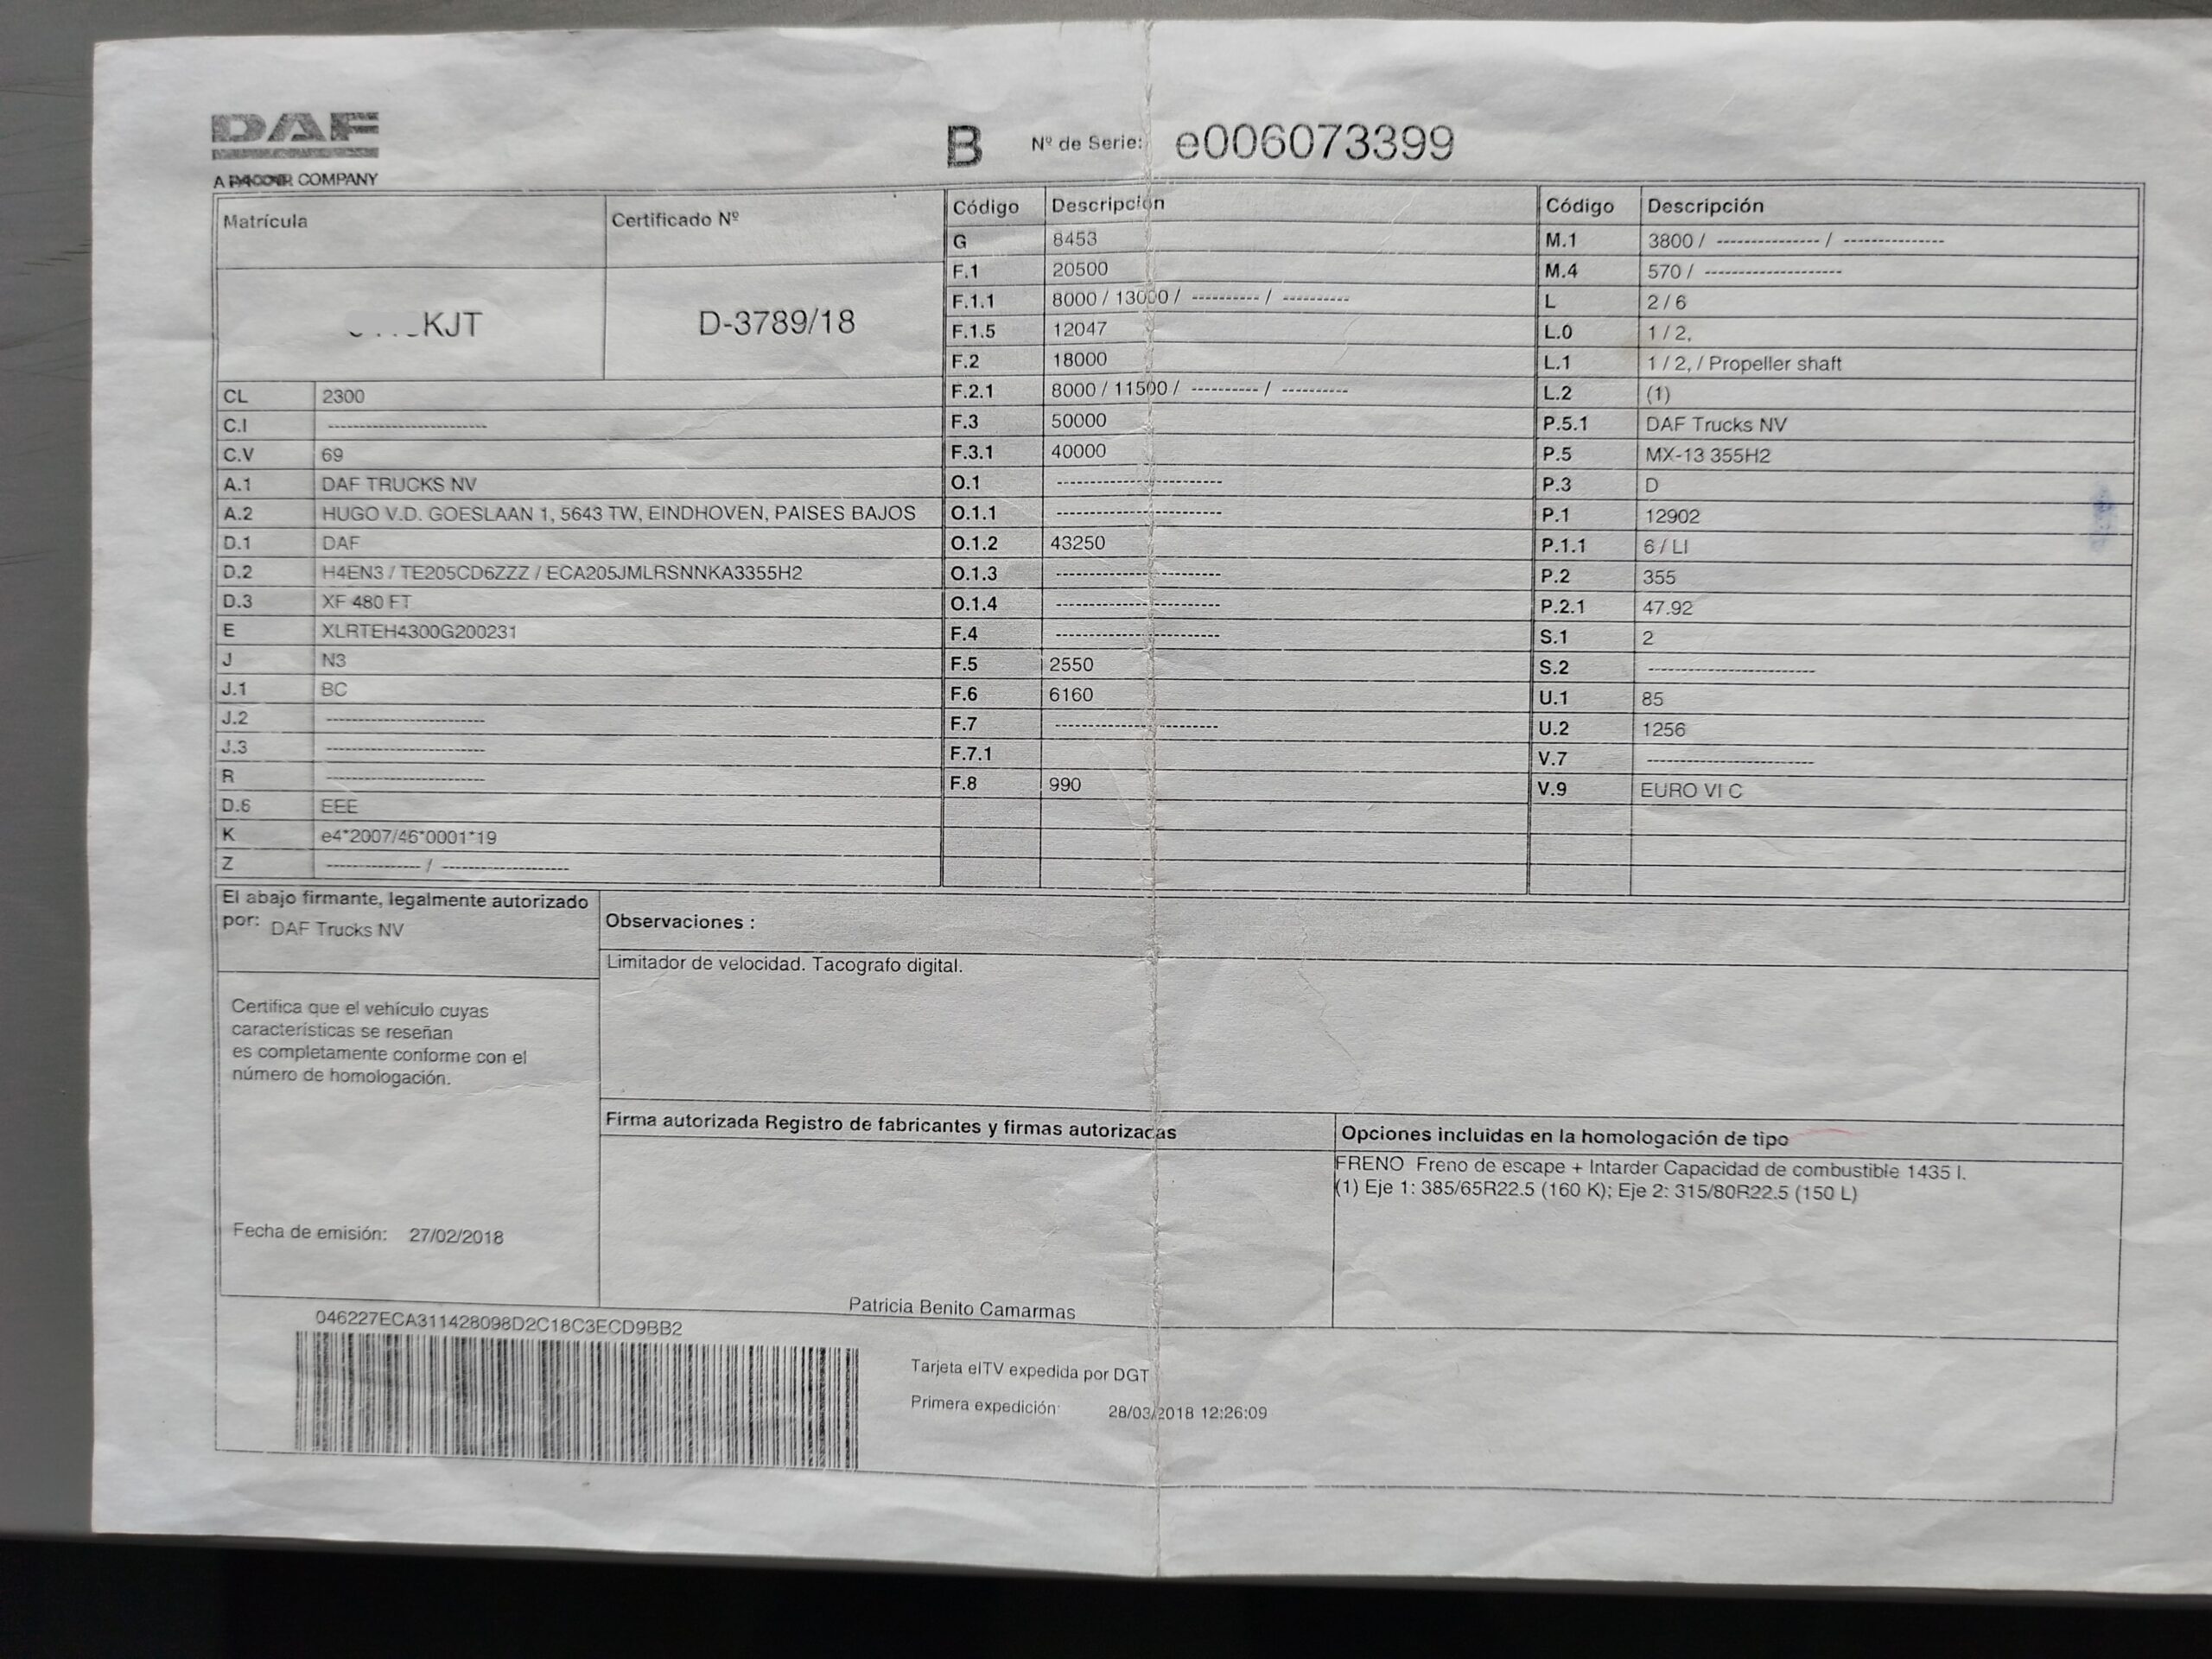 DAF
A PACCAR COMPANY
B Nº de Serie: e006073399
Matrícula
Certificado Nº
KJT
D-3789/18
CL 2300
C.I -------------------------
C.V 69
A.1 DAF TRUCKS NV
A.2 HUGO V.D. GOESLAAN 1, 5643 TW, EINDHOVEN, PAISES BAJOS
D.1 DAF
D.2 H4EN3 / TE205CD6ZZZ / ECA205JMLRSNNKA3355H2
D.3 XF 480 FT
E XLRTEH4300G200231
J N3
J.1 BC
J.2 -------------------------
J.3 -------------------------
R -------------------------
D.6 EEE
K e4*2007/46*0001*19
Z --------------- / --------------------
Código Descripción
G 8453
F.1 20500
F.1.1 8000 / 13000 / ---------- / ----------
F.1.5 12047
F.2 18000
F.2.1 8000 / 11500 / ---------- / ----------
F.3 50000
F.3.1 40000
O.1 -------------------------
O.1.1 -------------------------
O.1.2 43250
O.1.3 -------------------------
O.1.4 -------------------------
F.4 -------------------------
F.5 2550
F.6 6160
F.7 -------------------------
F.7.1
F.8 990
Código Descripción
M.1 3800 / --------------- / ---------------
M.4 570 / --------------------
L 2 / 6
L.0 1 / 2,
L.1 1 / 2, / Propeller shaft
L.2 (1)
P.5.1 DAF Trucks NV
P.5 MX-13 355H2
P.3 D
P.1 12902
P.1.1 6 / LI
P.2 355
P.2.1 47.92
S.1 2
S.2 -------------------------
U.1 85
U.2 1256
V.7 -------------------------
V.9 EURO VI C
El abajo firmante, legalmente autorizado
por: DAF Trucks NV
Certifica que el vehículo cuyas
características se reseñan
es completamente conforme con el
número de homologación.
Fecha de emisión: 27/02/2018
Observaciones :
Limitador de velocidad. Tacografo digital.
Firma autorizada Registro de fabricantes y firmas autorizadas
Patricia Benito Camarmas
Opciones incluidas en la homologación de tipo
FRENO Freno de escape + Intarder Capacidad de combustible 1435 l.
(1) Eje 1: 385/65R22.5 (160 K); Eje 2: 315/80R22.5 (150 L)
046227ECA311428098D2C18C3ECD9BB2
Tarjeta eITV expedida por DGT
Primera expedición: 28/03/2018 12:26:09